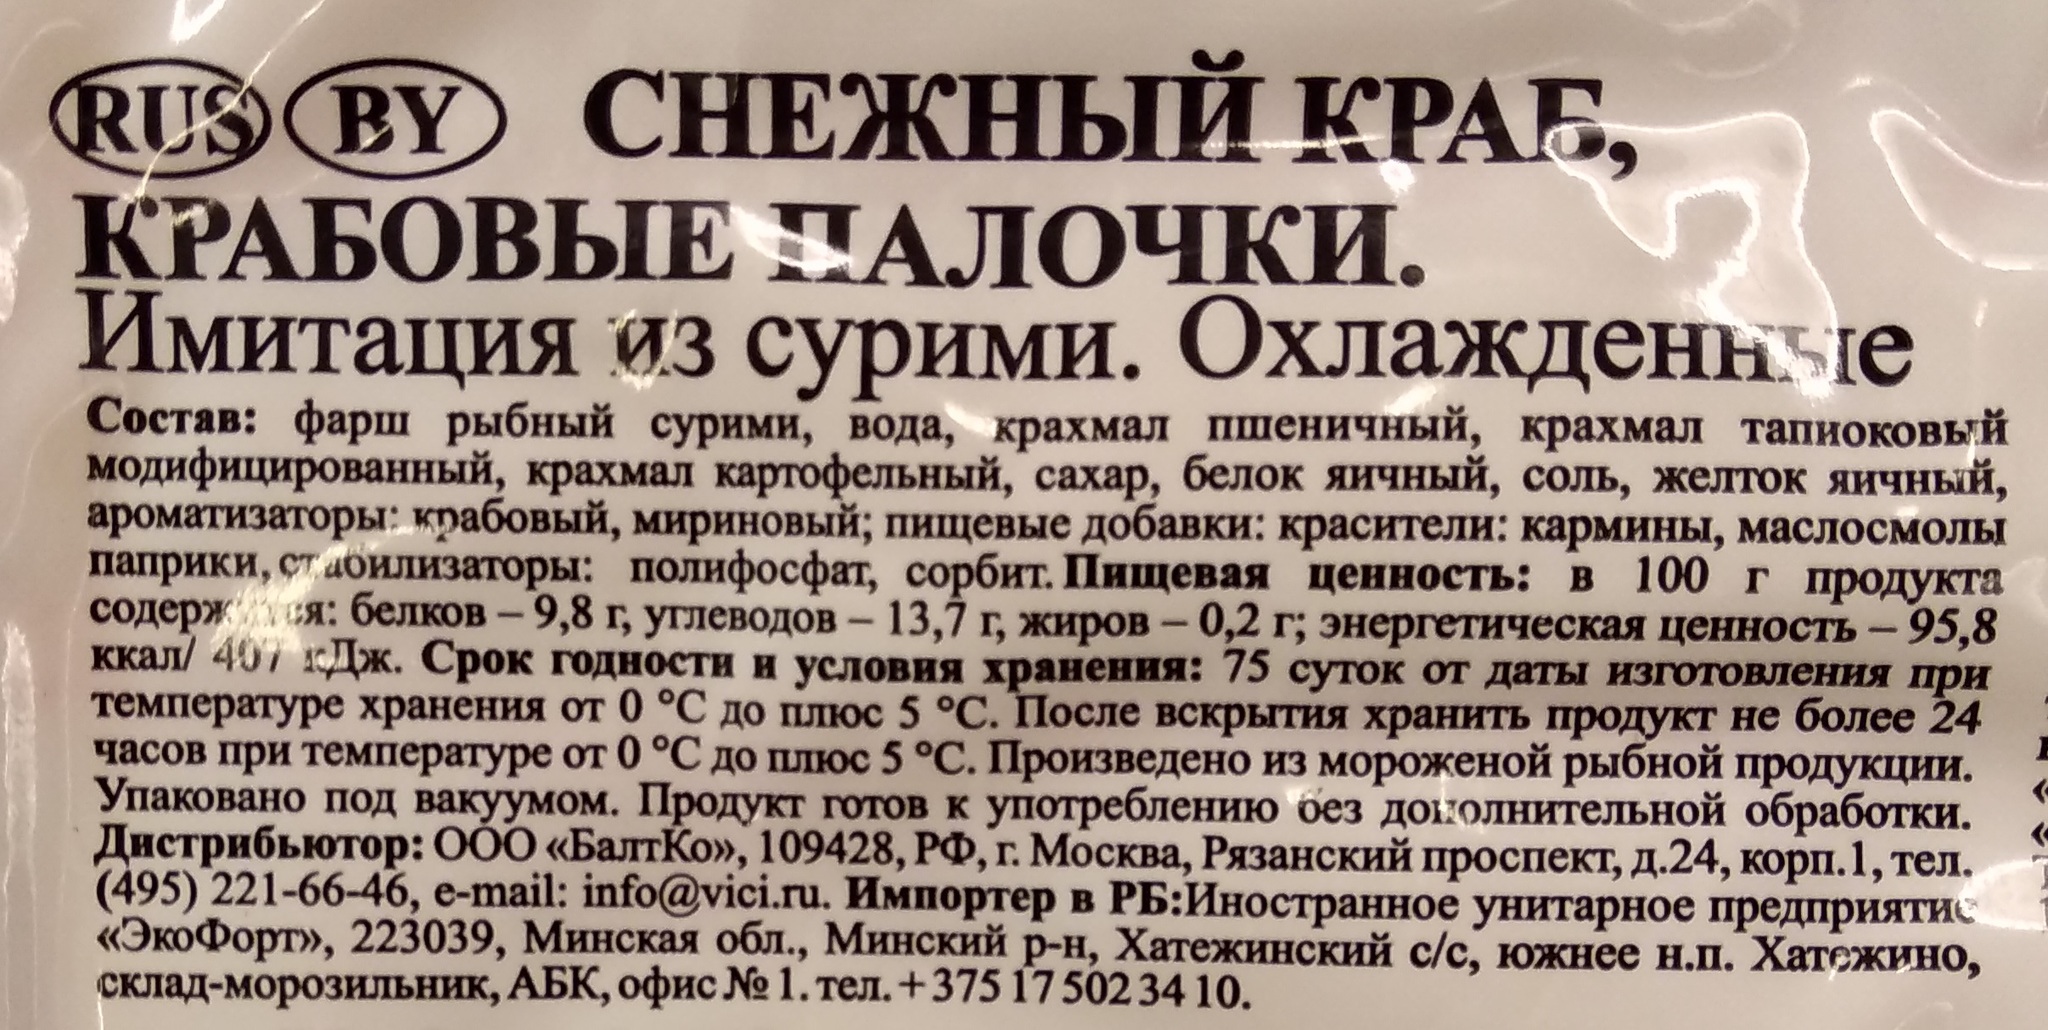 RUS BY СНЕЖНЫЙ КРАБ,
КРАБОВЫЕ ПАЛОЧКИ.
Имитация из сурими. Охлажденные
Состав: фарш рыбный сурими, вода, крахмал пшеничный, крахмал тапиоковый
модифицированный, крахмал картофельный, сахар, белок яичный, соль, желток яичный,
ароматизаторы: крабовый, мириновый; пищевые добавки: красители: кармины, маслосмолы
паприки, стабилизаторы: полифосфат, сорбит. Пищевая ценность: в 100 г продукта
содержится: белков – 9,8 г, углеводов – 13,7 г, жиров – 0,2 г; энергетическая ценность – 95,8
ккал/ 407 кДж. Срок годности и условия хранения: 75 суток от даты изготовления при
температуре хранения от 0 °С до плюс 5 °С. После вскрытия хранить продукт не более 24
часов при температуре от 0 °С до плюс 5 °С. Произведено из мороженой рыбной продукции.
Упаковано под вакуумом. Продукт готов к употреблению без дополнительной обработки.
Дистрибьютор: ООО «БалтКо», 109428, РФ, г. Москва, Рязанский проспект, д.24, корп.1, тел.
(495) 221-66-46, e-mail: info@vici.ru. Импортер в РБ:Иностранное унитарное предприятие
«ЭкоФорт», 223039, Минская обл., Минский р-н, Хатежинский с/с, южнее н.п. Хатежино,
склад-морозильник, АБК, офис № 1. тел. +375 17 502 34 10.